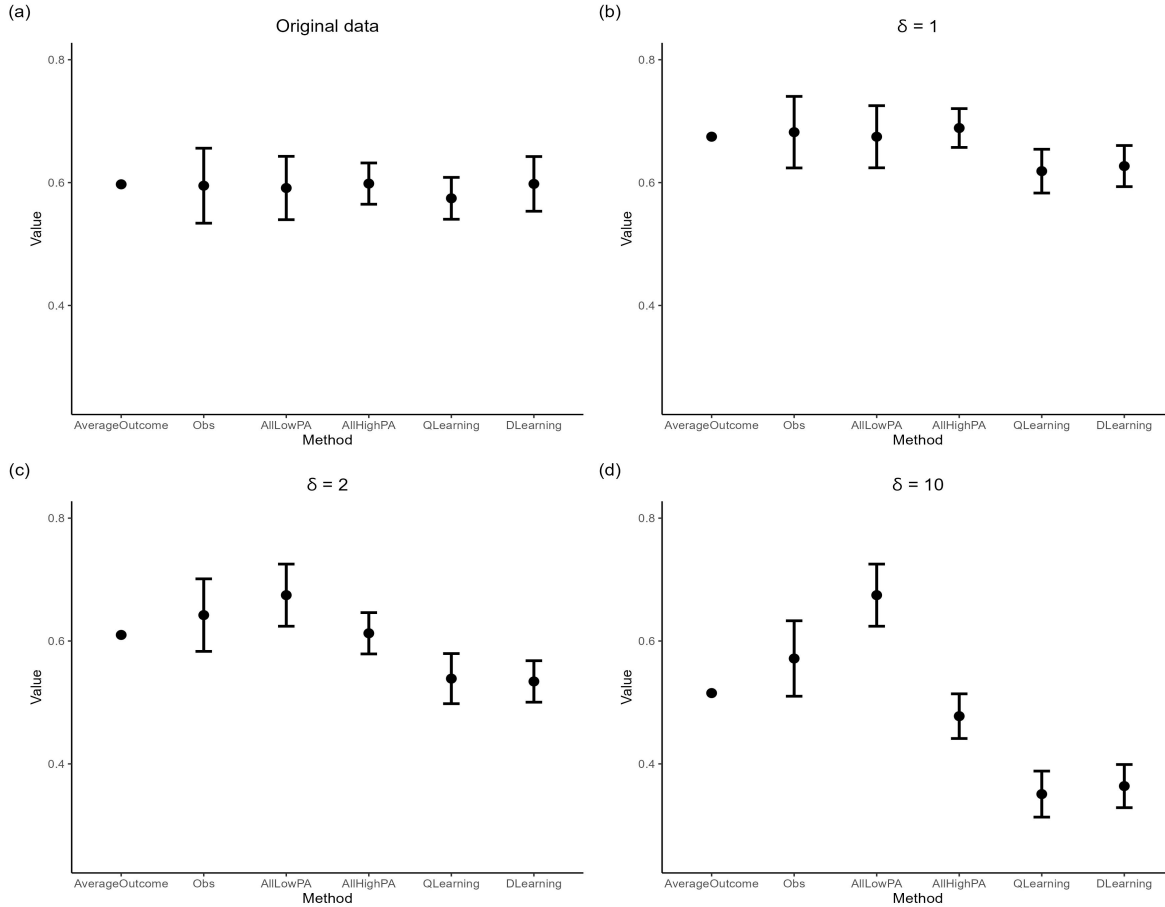 (a)
Original data
0.8
0.6
0.4
Value
AverageOutcome Obs AllLowPA AllHighPA QLearning DLearning
Method
(b)
δ = 1
0.8
0.6
0.4
Value
AverageOutcome Obs AllLowPA AllHighPA QLearning DLearning
Method
(c)
δ = 2
0.8
0.6
0.4
Value
AverageOutcome Obs AllLowPA AllHighPA QLearning DLearning
Method
(d)
δ = 10
0.8
0.6
0.4
Value
AverageOutcome Obs AllLowPA AllHighPA QLearning DLearning
Method